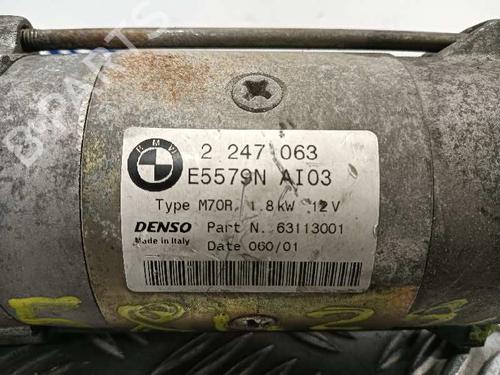 BMW
2 247 063
E5579N AI03
Type M70R 1.8kW 12V
DENSO Part N. 63113001
Made in Italy
Date 060/01
B-PARTS